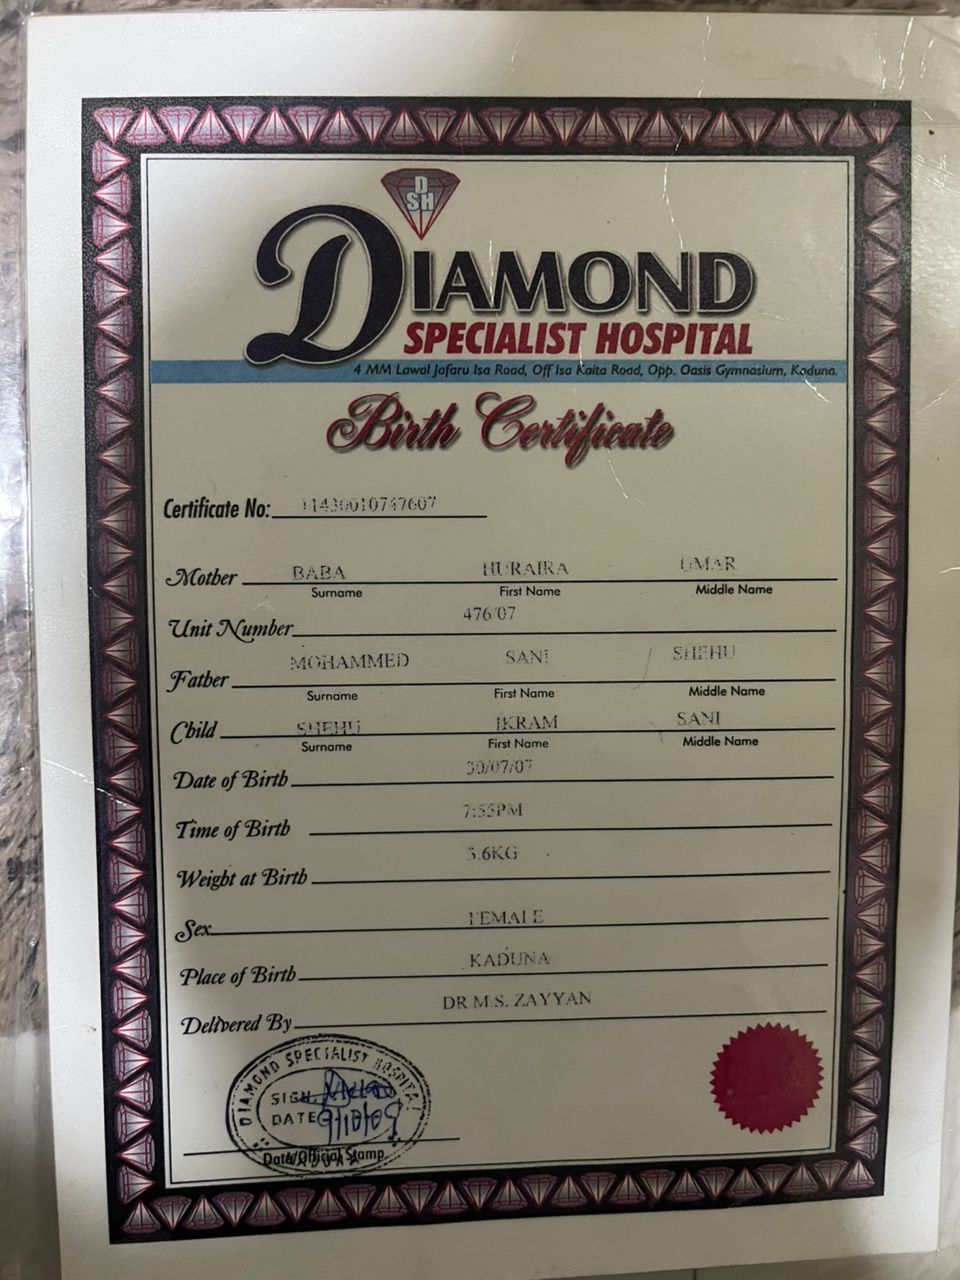 DSH
DIAMOND
SPECIALIST HOSPITAL
4 MM Lawal Jafaru Isa Road, Off Isa Kaita Road, Opp. Oasis Gymnasium, Kaduna.
Birth Certificate
Certificate No:
Mother BABA HURAIRA UMAR
Surname First Name Middle Name
Unit Number 476/07
Father MOHAMMED SANI SHEHU
Surname First Name Middle Name
Child SHEHU IKRAM SANI
Surname First Name Middle Name
Date of Birth 30/07/07
Time of Birth 7:55PM
Weight at Birth 3.6KG
Sex FEMALE
Place of Birth KADUNA
Delivered By DR M.S. ZAYYAN
DIAMOND SPECIALIST HOSPITAL
SIGN
DATE 9/10/09
Date/Official Stamp